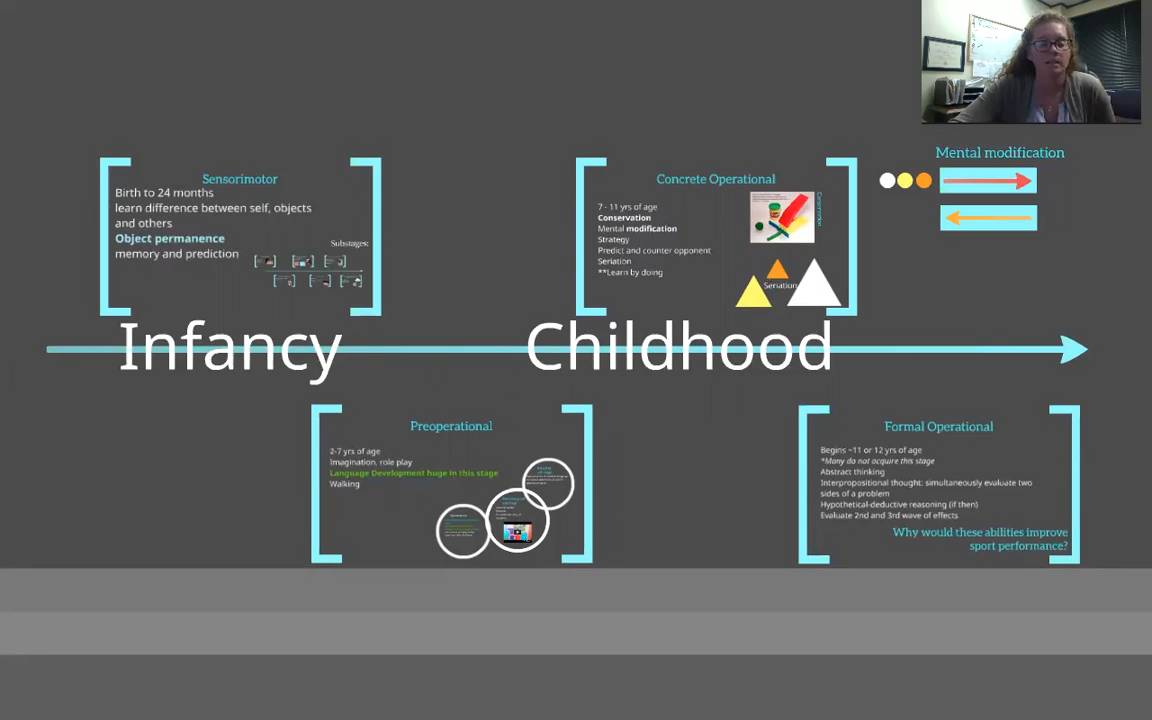 Mental modification
Sensorimotor
Birth to 24 months
learn difference between self, objects
and others
Object permanence
memory and prediction
Substages:
Concrete Operational
7 - 11 yrs of age
Conservation
Mental modification
Strategy
Predict and counter opponent
Seriation
**Learn by doing
Conservation
Seriation
Infancy
Childhood
Preoperational
2-7 yrs of age
Imagination, role play
Language Development huge in this stage
Walking
Formal Operational
Begins ~11 or 12 yrs of age
*Many do not acquire this stage
Abstract thinking
Interpropositional thought: simultaneously evaluate two
sides of a problem
Hypothetical-deductive reasoning (if then)
Evaluate 2nd and 3rd wave of effects
Why would these abilities improve
sport performance?